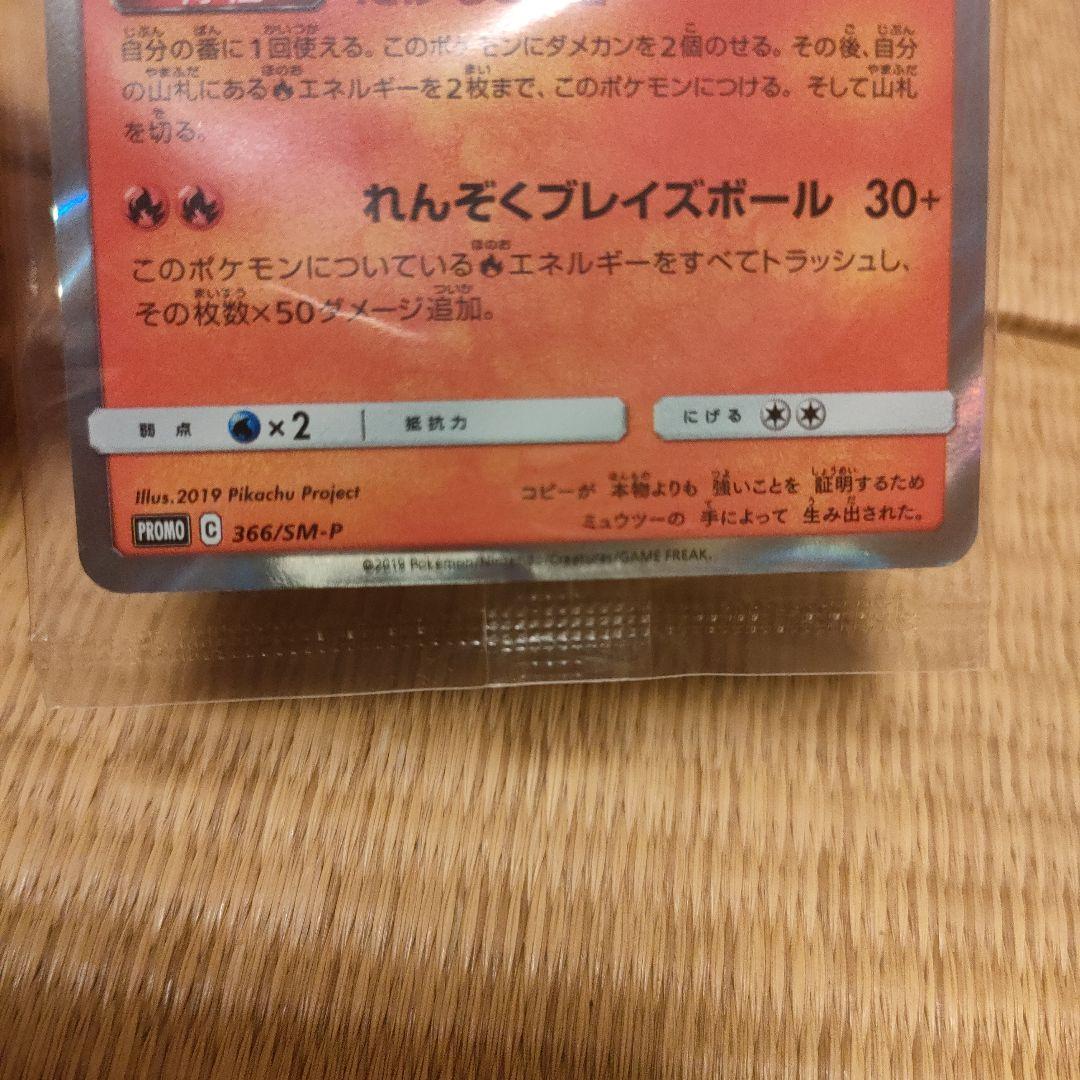 自分の番に1回使える。このポケモンにダメカンを2個のせる。その後、自分
の山札にある エネルギーを2枚まで、このポケモンにつける。そして山札
を切る。
れんぞくブレイズボール 30+
このポケモンについている エネルギーをすべてトラッシュし、
その枚数×50ダメージ追加。
弱点 ×2 抵抗力 にげる
Illus.2019 Pikachu Project
コピーが 本物よりも 強いことを 証明するため
ミュウツーの 手によって 生み出された。
PROMO C 366/SM-P
©2019 Pokémon/Nintendo/Creatures/GAME FREAK.